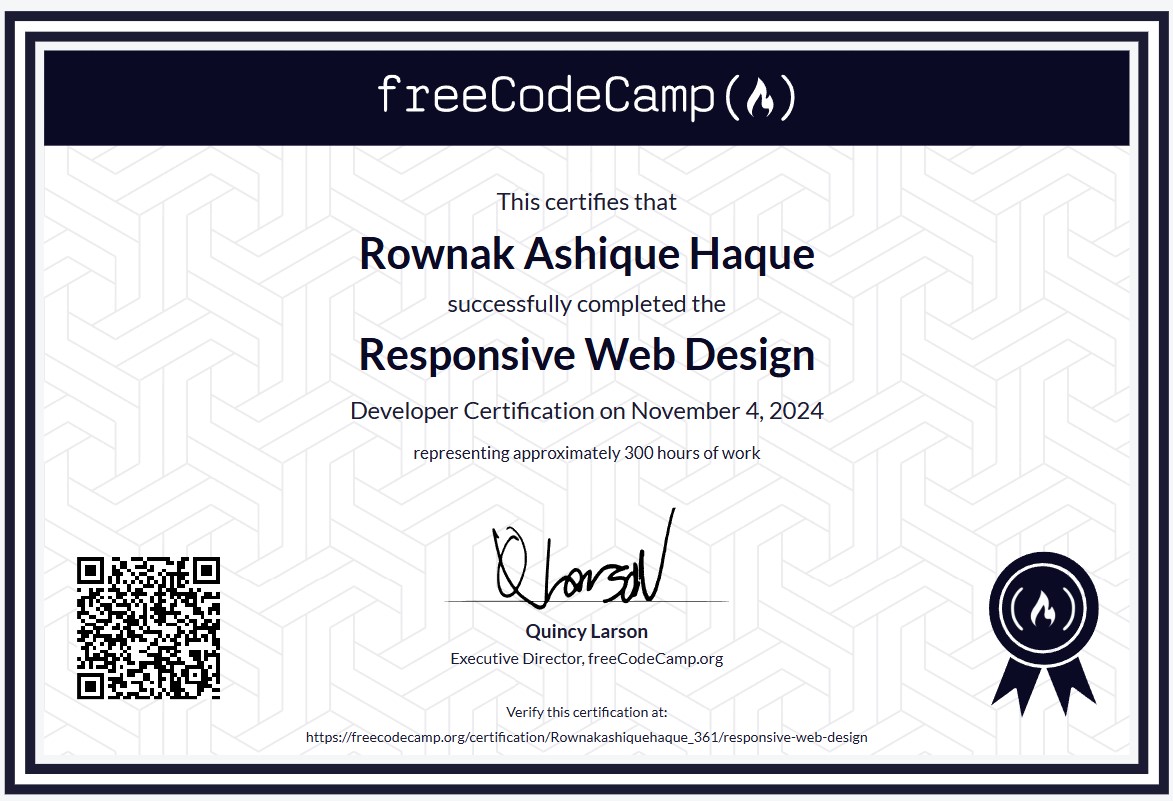 freeCodeCamp(🔥)
This certifies that
Rownak Ashique Haque
successfully completed the
Responsive Web Design
Developer Certification on November 4, 2024
representing approximately 300 hours of work
Quincy Larson
Executive Director, freeCodeCamp.org
Verify this certification at:
https://freecodecamp.org/certification/Rownakashiquehaque_361/responsive-web-design